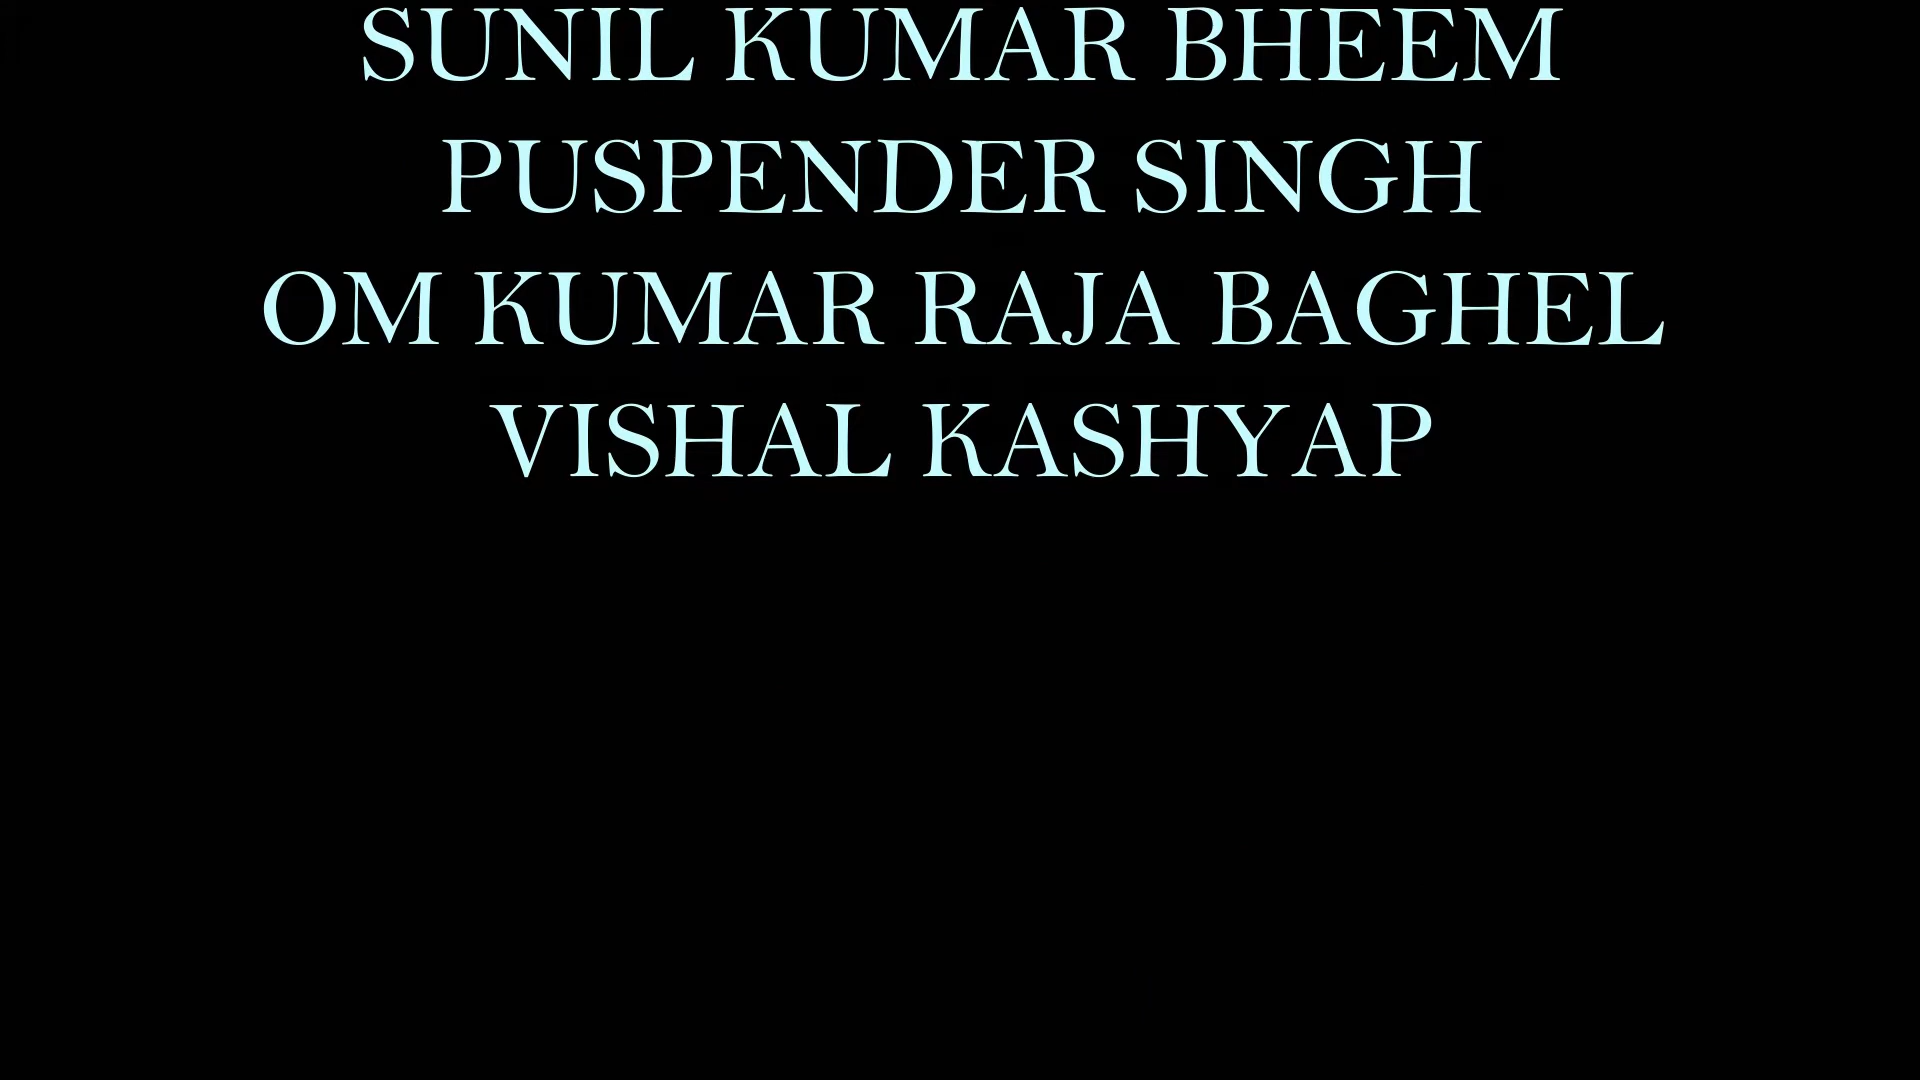 SUNIL KUMAR BHEEM
PUSPENDER SINGH
OM KUMAR RAJA BAGHEL
VISHAL KASHYAP